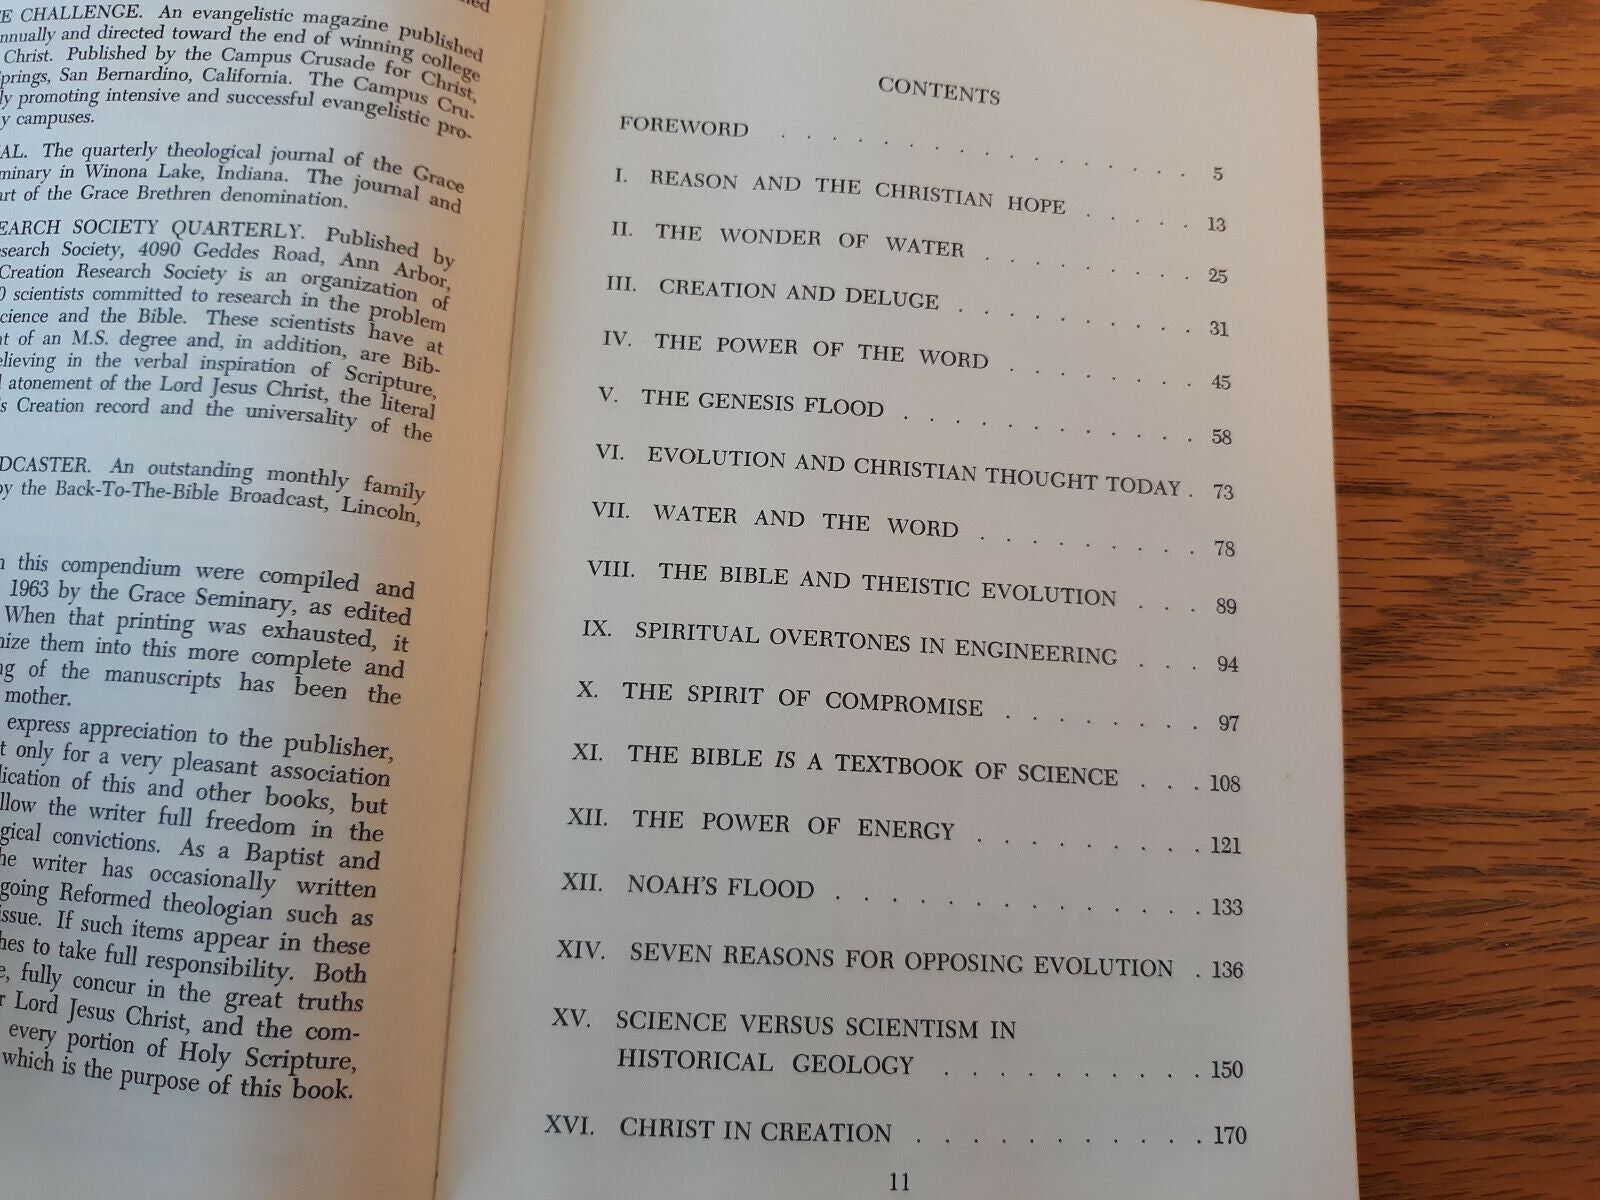 E CHALLENGE. An evangelistic magazine published
nnually and directed toward the end of winning college
Christ. Published by the Campus Crusade for Christ,
prings, San Bernardino, California. The Campus Cru-
ly promoting intensive and successful evangelistic pro-
y campuses.
AL. The quarterly theological journal of the Grace
minary in Winona Lake, Indiana. The journal and
art of the Grace Brethren denomination.
EARCH SOCIETY QUARTERLY. Published by
esearch Society, 4090 Geddes Road, Ann Arbor,
Creation Research Society is an organization of
0 scientists committed to research in the problem
cience and the Bible. These scientists have at
nt of an M.S. degree and, in addition, are Bib-
elieving in the verbal inspiration of Scripture,
l atonement of the Lord Jesus Christ, the literal
's Creation record and the universality of the
DCASTER. An outstanding monthly family
by the Back-To-The-Bible Broadcast, Lincoln,
n this compendium were compiled and
1963 by the Grace Seminary, as edited
When that printing was exhausted, it
nize them into this more complete and
ng of the manuscripts has been the
mother.
express appreciation to the publisher,
t only for a very pleasant association
lication of this and other books, but
llow the writer full freedom in the
gical convictions. As a Baptist and
he writer has occasionally written
going Reformed theologian such as
issue. If such items appear in these
hes to take full responsibility. Both
e, fully concur in the great truths
r Lord Jesus Christ, and the com-
every portion of Holy Scripture,
which is the purpose of this book.
CONTENTS
FOREWORD . . . . . . . . . . . . . . 5
I. REASON AND THE CHRISTIAN HOPE . . . . . 13
II. THE WONDER OF WATER . . . . . . . . . 25
III. CREATION AND DELUGE . . . . . . . . . . 31
IV. THE POWER OF THE WORD . . . . . . . . 45
V. THE GENESIS FLOOD . . . . . . . . . . . . 58
VI. EVOLUTION AND CHRISTIAN THOUGHT TODAY . 73
VII. WATER AND THE WORD . . . . . . . . . 78
VIII. THE BIBLE AND THEISTIC EVOLUTION . . . 89
IX. SPIRITUAL OVERTONES IN ENGINEERING . . . 94
X. THE SPIRIT OF COMPROMISE . . . . . . . . 97
XI. THE BIBLE IS A TEXTBOOK OF SCIENCE . . . 108
XII. THE POWER OF ENERGY . . . . . . . . . 121
XII. NOAH'S FLOOD . . . . . . . . . . . . . . 133
XIV. SEVEN REASONS FOR OPPOSING EVOLUTION . 136
XV. SCIENCE VERSUS SCIENTISM IN
HISTORICAL GEOLOGY . . . . . . . . . . 150
XVI. CHRIST IN CREATION . . . . . . . . . . . 170
11